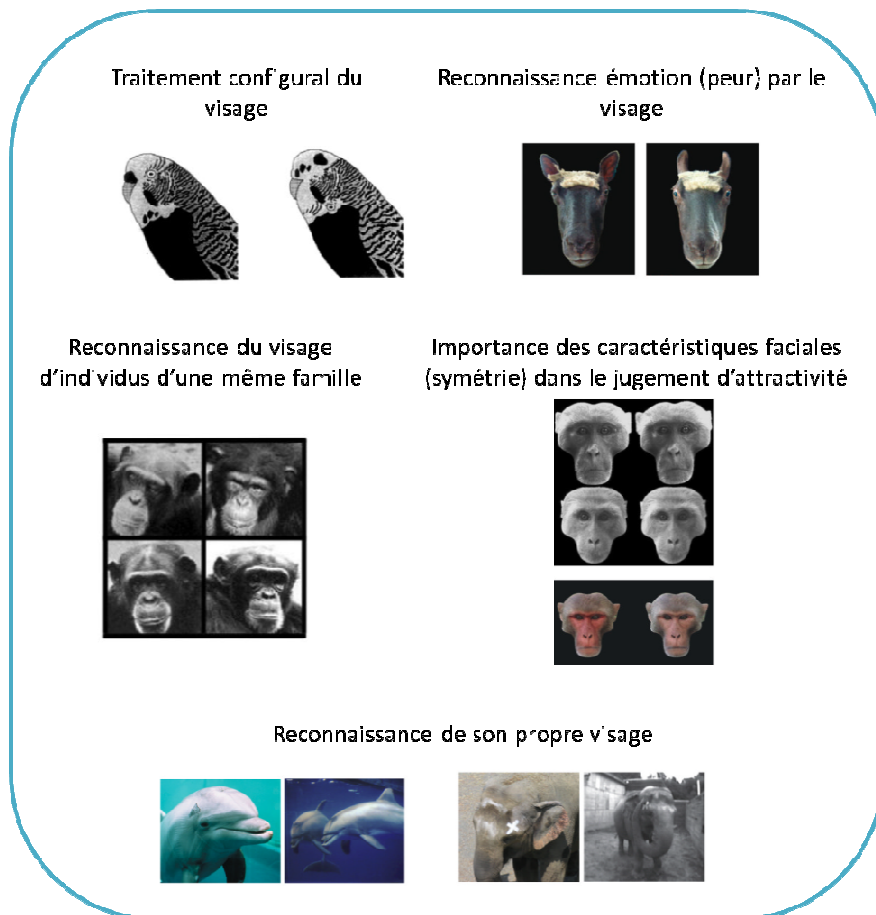 Traitement configural du
visage
Reconnaissance émotion (peur) par le
visage
Reconnaissance du visage
d'individus d'une même famille
Importance des caractéristiques faciales
(symétrie) dans le jugement d'attractivité
Reconnaissance de son propre visage